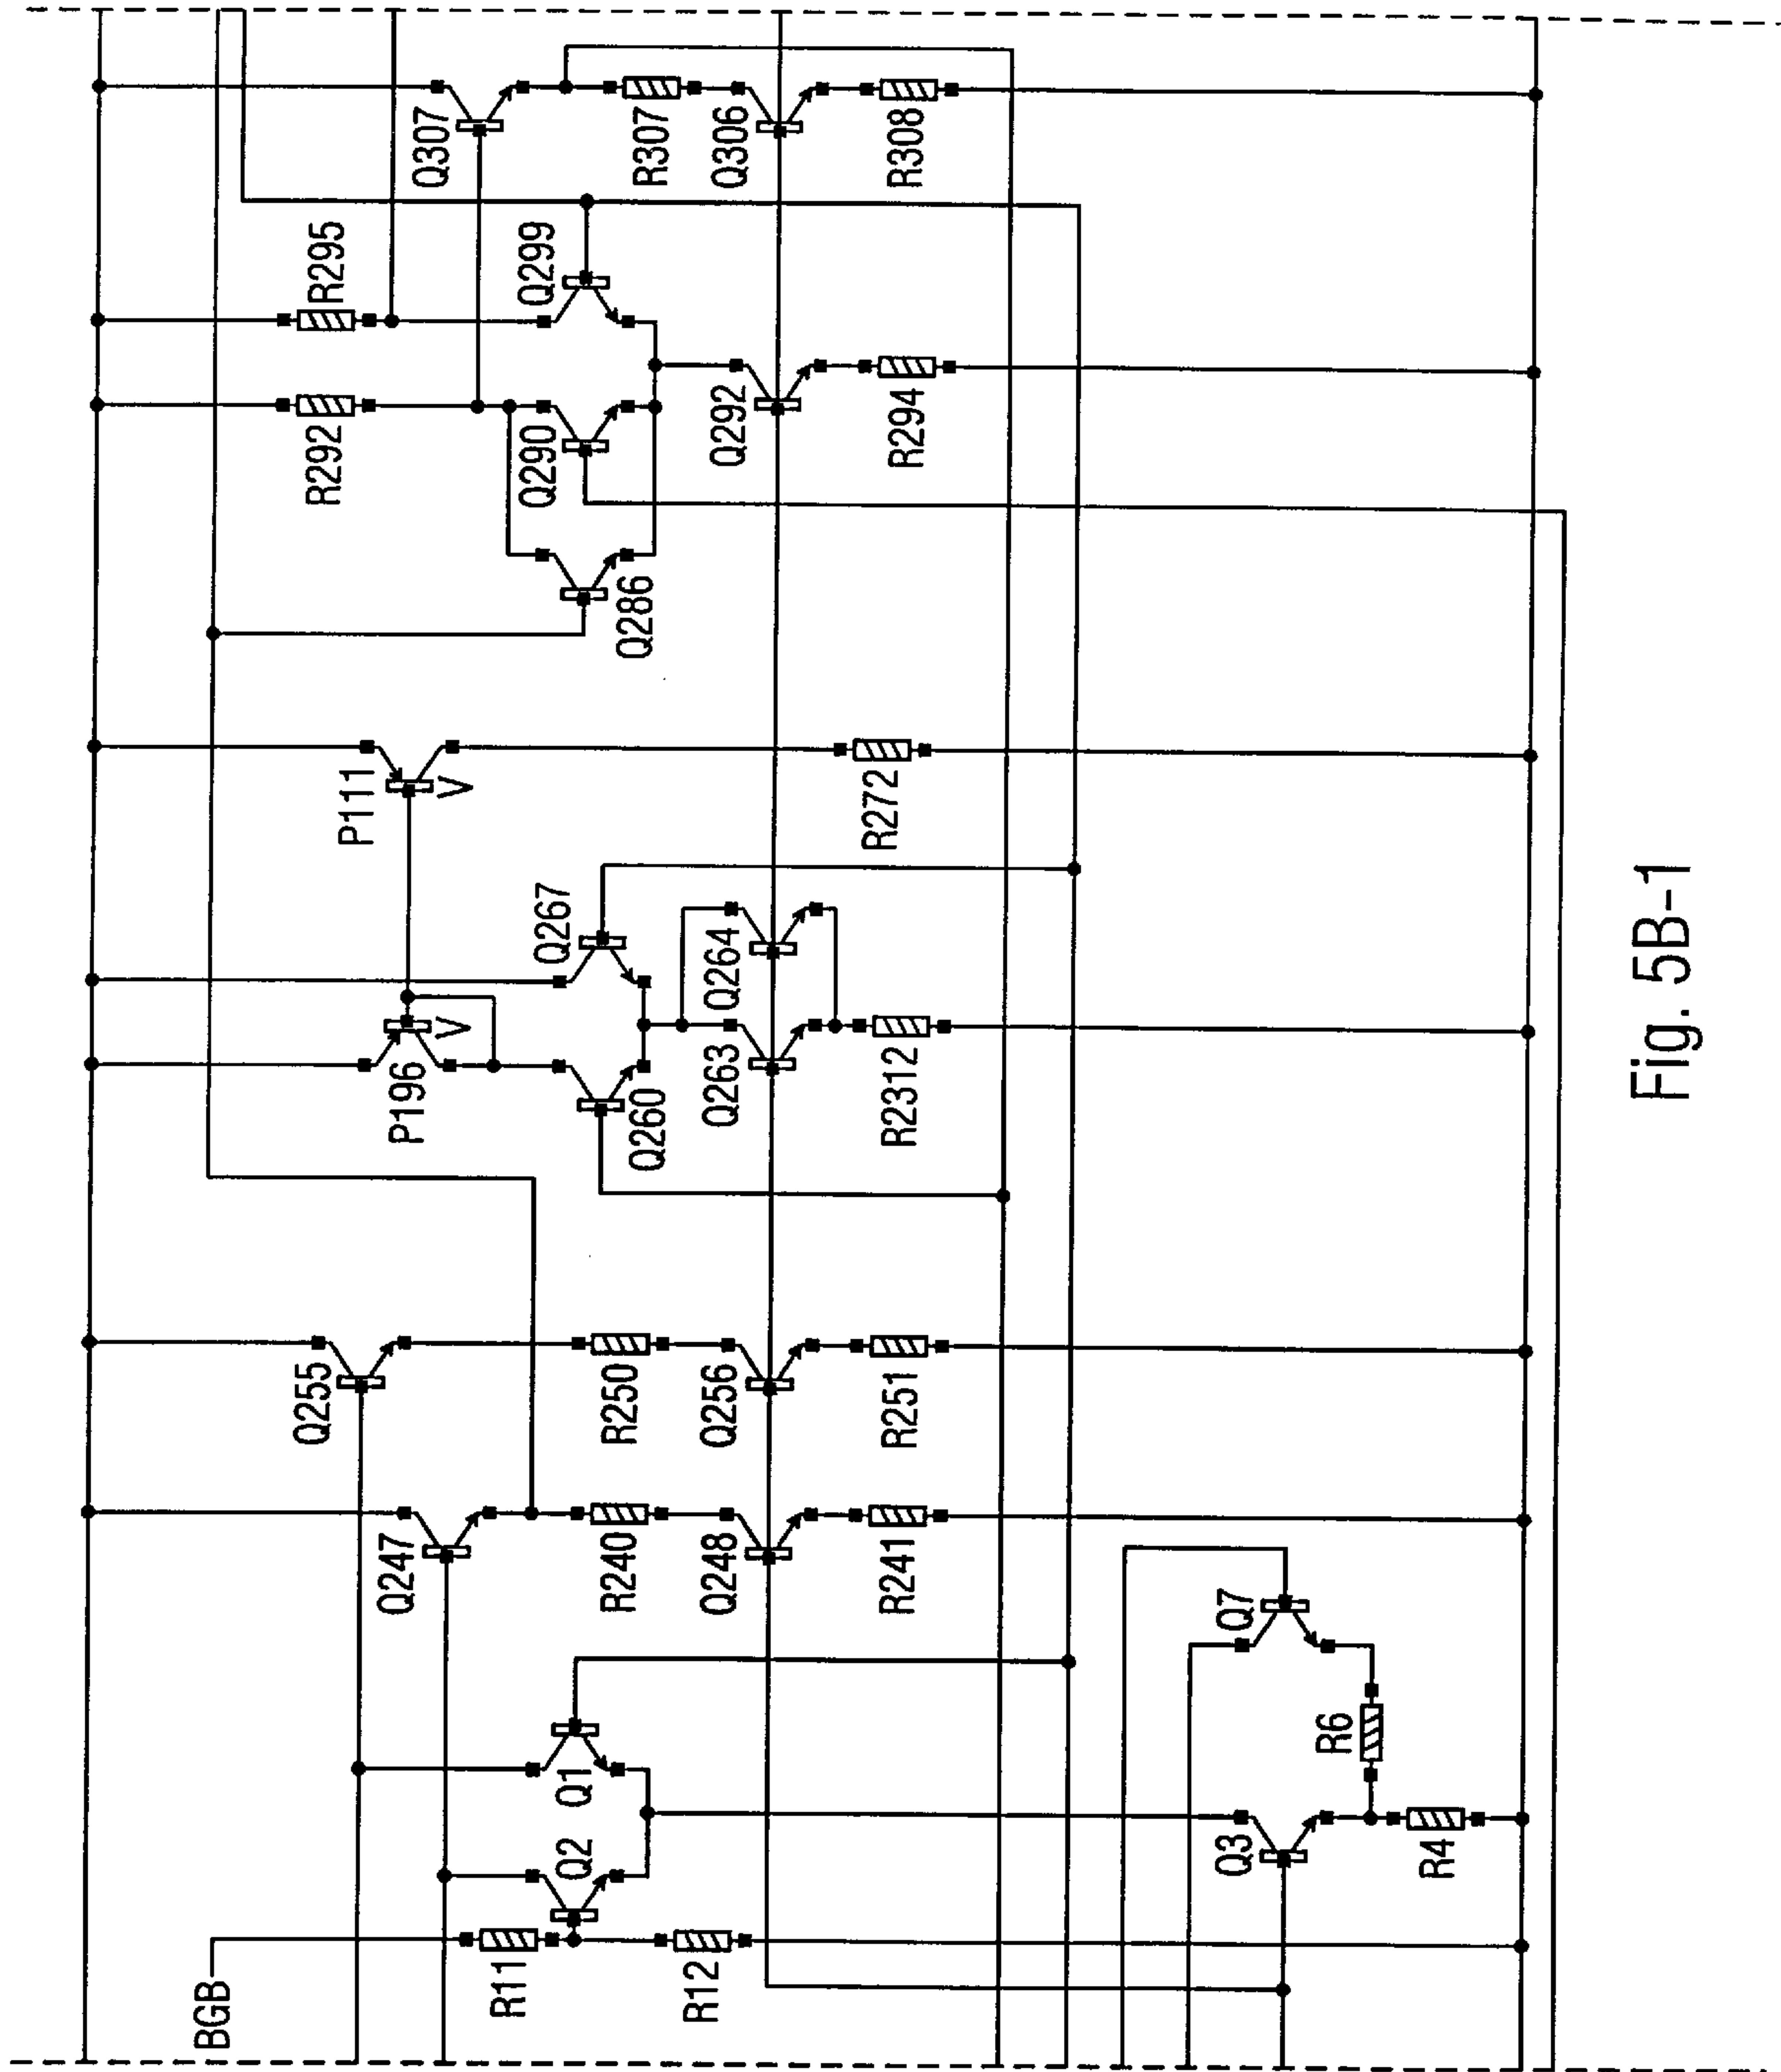 Q307
R307
Q306
R308
R295
Q299
R292
Q290
Q292
R294
Q286
P111
V
R272
Q267
P196
V
Q264
Q260
Q263
R2312
Q255
R250
Q256
R251
Q247
R240
Q248
R241
Q7
Q1
R6
Q2
Q3
R4
BGB
R11
R12
Fig. 5B-1